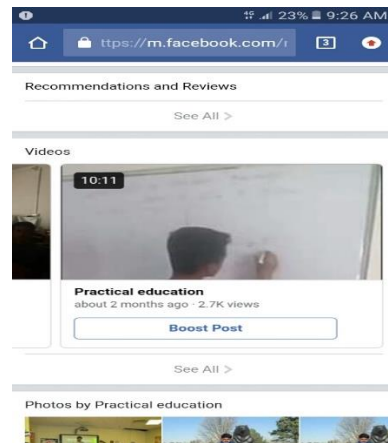 23% 9:26 AM
ttps://m.facebook.com/r
3
Recommendations and Reviews
See All >
Videos
10:11
Practical education
about 2 months ago · 2.7K views
Boost Post
See All >
Photos by Practical education